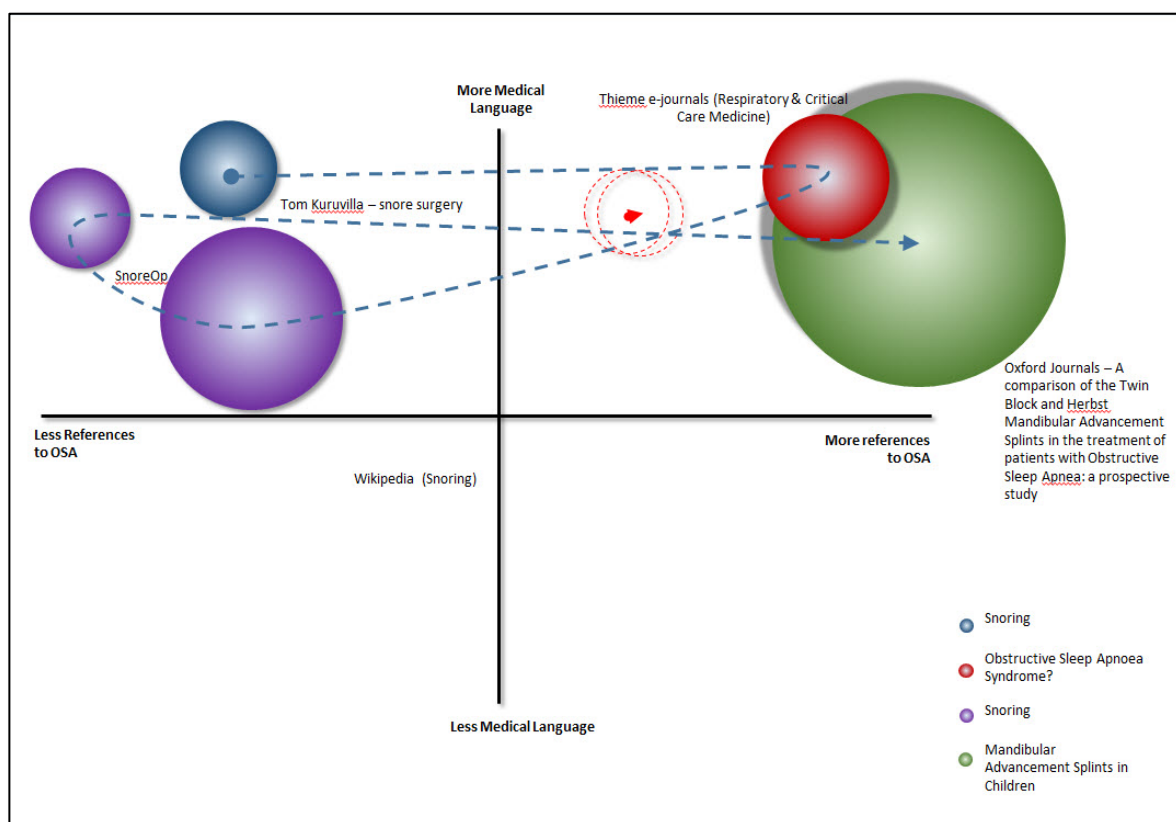 More Medical
Language
Thieme e-journals (Respiratory & Critical
Care Medicine)
Tom Kuruvilla – snore surgery
SnoreOp
Less References
to OSA
More references
to OSA
Oxford Journals – A
comparison of the Twin
Block and Herbst
Mandibular Advancement
Splints in the treatment of
patients with Obstructive
Sleep Apnea: a prospective
study
Wikipedia (Snoring)
Less Medical Language
Snoring
Obstructive Sleep Apnoea
Syndrome?
Snoring
Mandibular
Advancement Splints in
Children